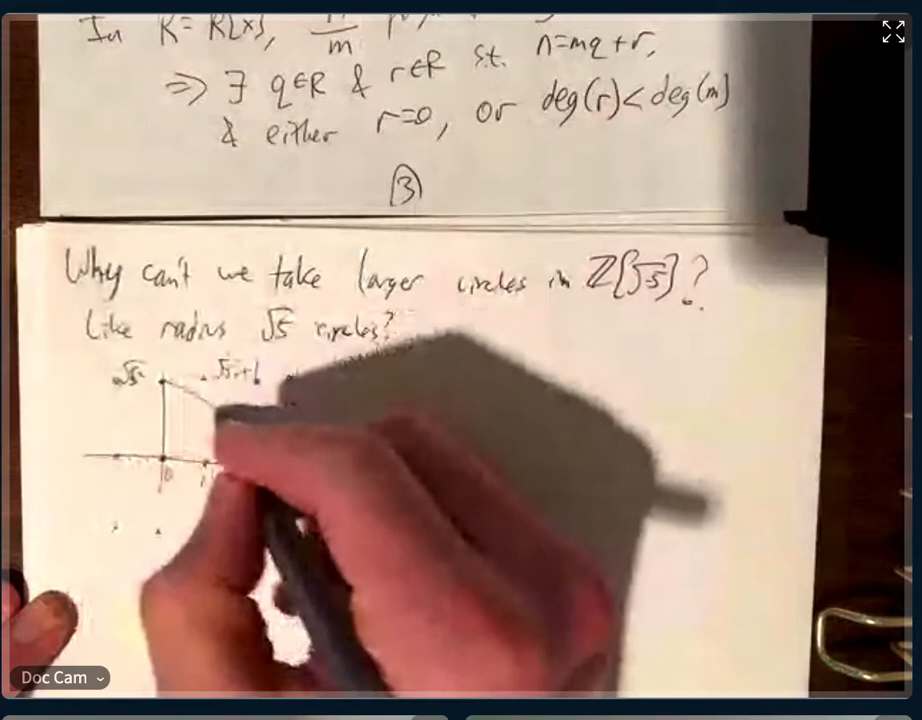 In R = R[x],
m
⇒ ∃ q∈R & r∈R s.t. n=mq+r,
& either r=0, or deg(r)<deg(m)
3
Why can't we take larger circles in ℤ[√-5]?
Like radius √5 circles?
√-5 √-5+1
0 1
Doc Cam